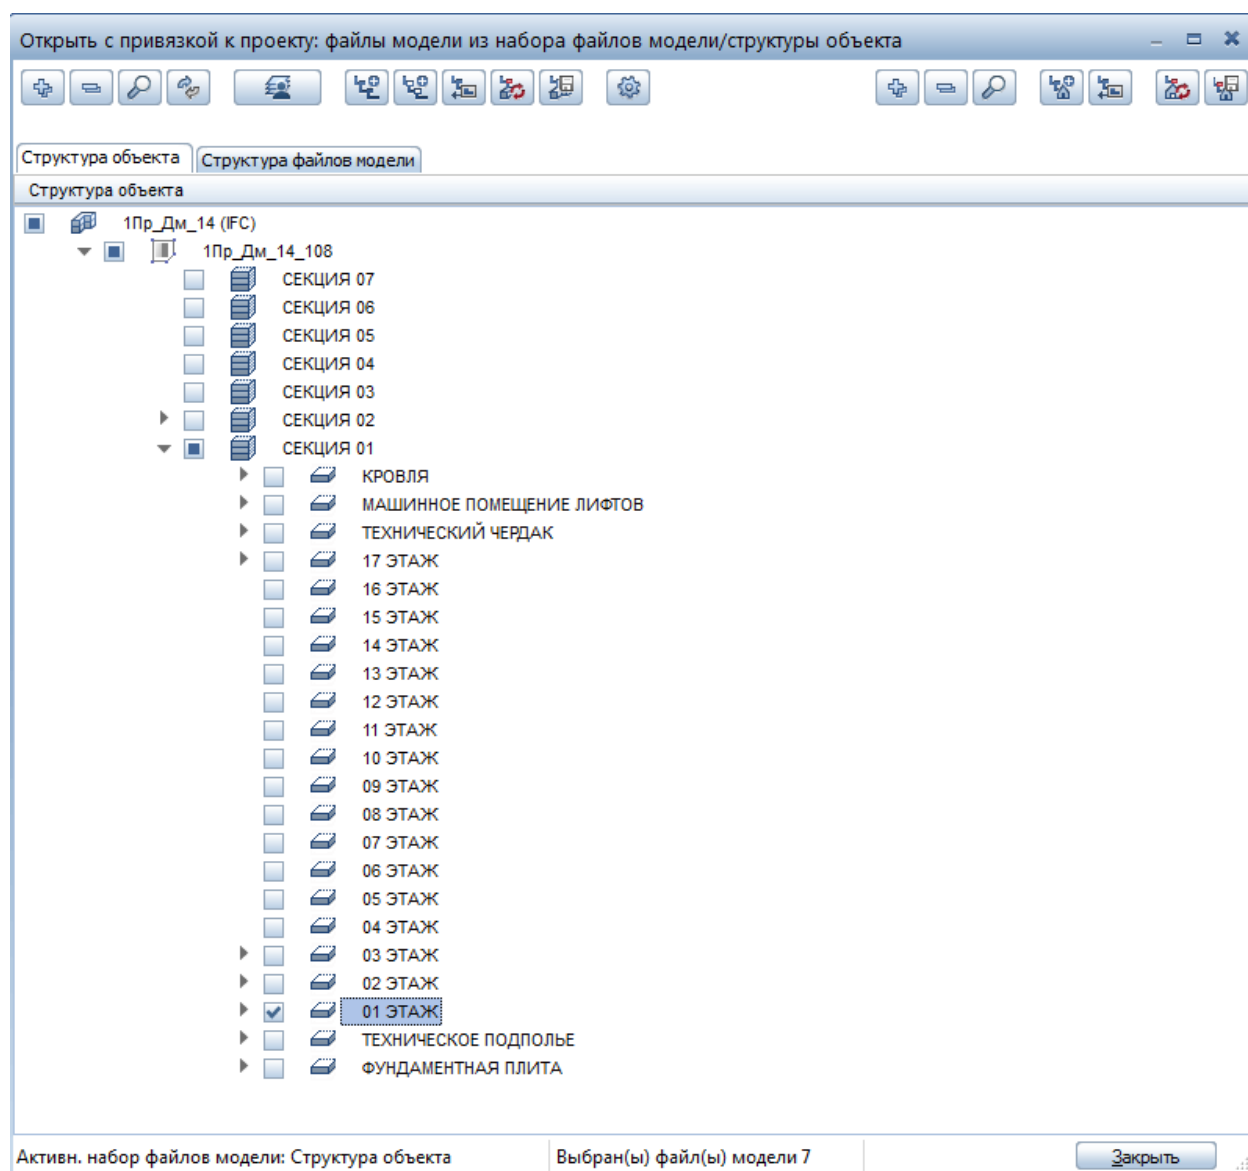 Открыть с привязкой к проекту: файлы модели из набора файлов модели/структуры объекта
Структура объекта Структура файлов модели
Структура объекта
1Пр_Дм_14 (IFC)
1Пр_Дм_14_108
СЕКЦИЯ 07
СЕКЦИЯ 06
СЕКЦИЯ 05
СЕКЦИЯ 04
СЕКЦИЯ 03
СЕКЦИЯ 02
СЕКЦИЯ 01
КРОВЛЯ
МАШИННОЕ ПОМЕЩЕНИЕ ЛИФТОВ
ТЕХНИЧЕСКИЙ ЧЕРДАК
17 ЭТАЖ
16 ЭТАЖ
15 ЭТАЖ
14 ЭТАЖ
13 ЭТАЖ
12 ЭТАЖ
11 ЭТАЖ
10 ЭТАЖ
09 ЭТАЖ
08 ЭТАЖ
07 ЭТАЖ
06 ЭТАЖ
05 ЭТАЖ
04 ЭТАЖ
03 ЭТАЖ
02 ЭТАЖ
01 ЭТАЖ
ТЕХНИЧЕСКОЕ ПОДПОЛЬЕ
ФУНДАМЕНТНАЯ ПЛИТА
Активн. набор файлов модели: Структура объекта Выбран(ы) файл(ы) модели 7 Закрыть